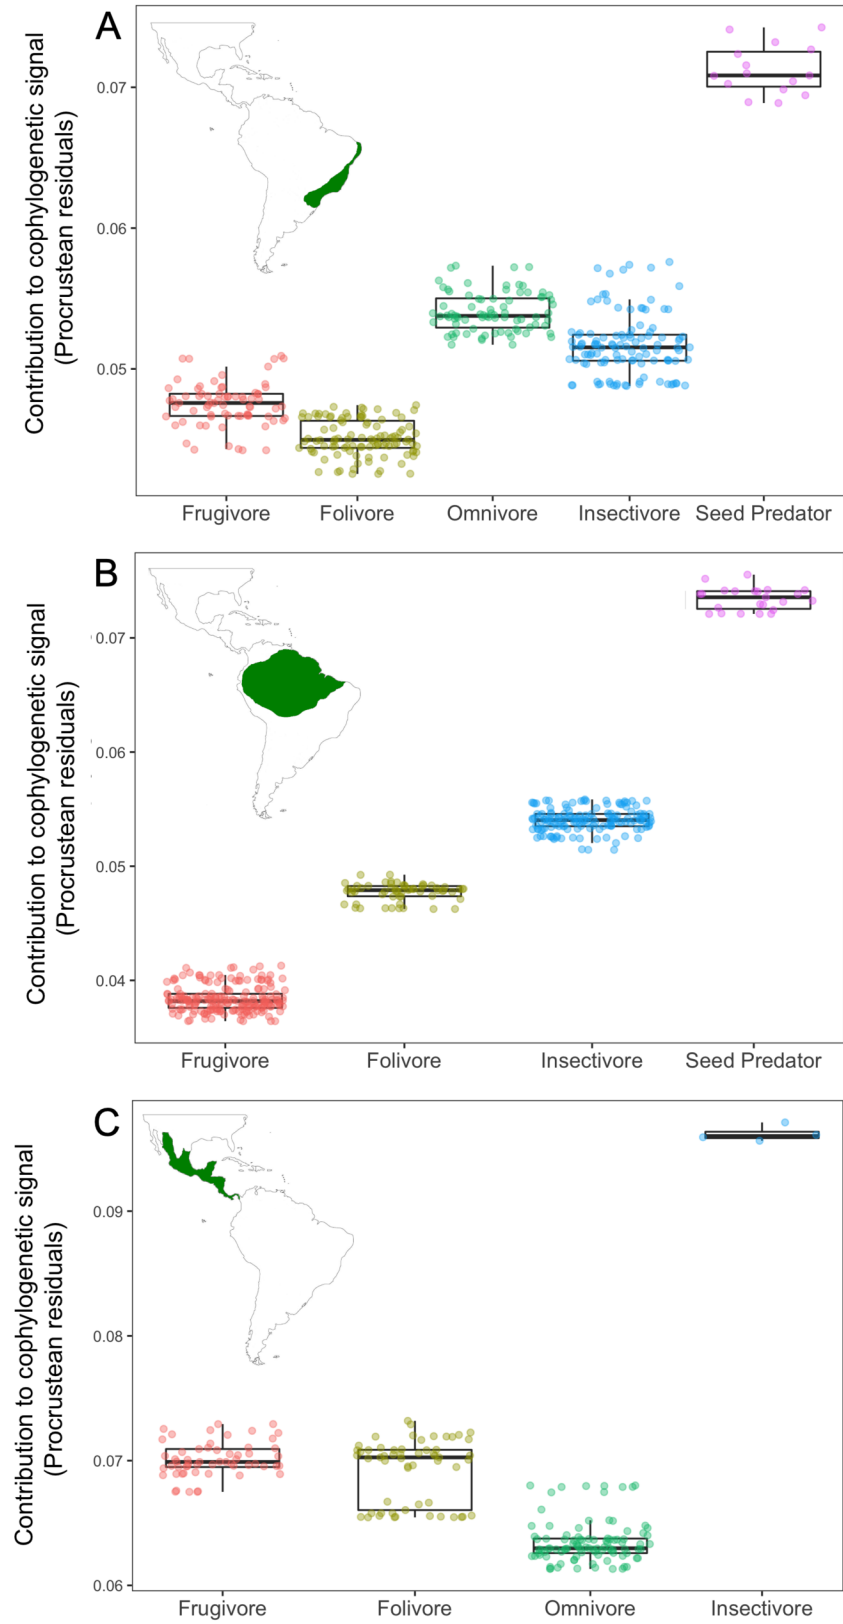 A
Contribution to cophylogenetic signal
(Procrustean residuals)
0.07
0.06
0.05
Frugivore Folivore Omnivore Insectivore Seed Predator
B
Contribution to cophylogenetic signal
(Procrustean residuals)
0.07
0.06
0.05
0.04
Frugivore Folivore Insectivore Seed Predator
C
Contribution to cophylogenetic signal
(Procrustean residuals)
0.09
0.08
0.07
0.06
Frugivore Folivore Omnivore Insectivore